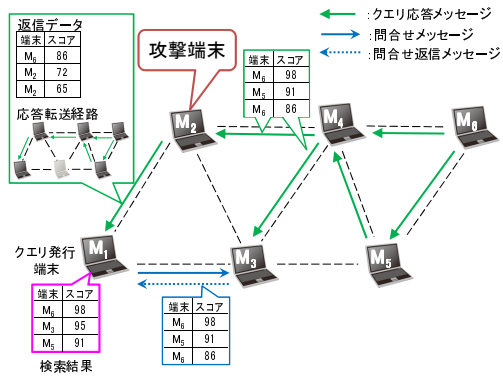 返信データ
端末 スコア
M6 86
M2 72
M2 65
応答転送経路
攻撃端末
:クエリ応答メッセージ
:問合せメッセージ
:問合せ返信メッセージ
端末 スコア
M6 98
M5 91
M6 86
M2
M4
M6
クエリ発行
端末
M1
M3
M5
端末 スコア
M6 98
M3 95
M5 91
検索結果
端末 スコア
M6 98
M5 91
M6 86